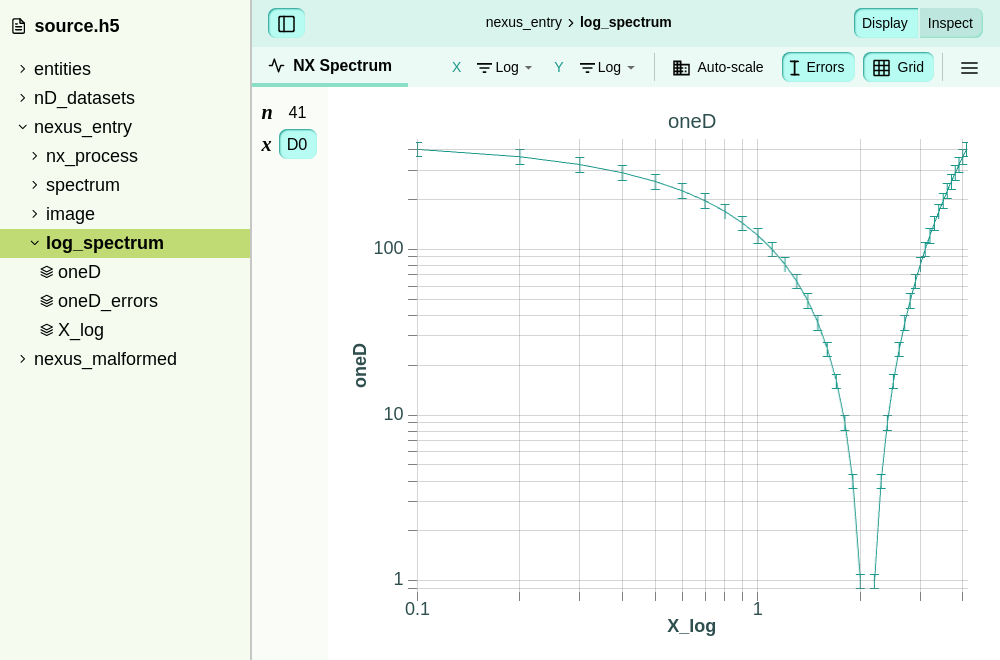 source.h5
entities
nD_datasets
nexus_entry
nx_process
spectrum
image
log_spectrum
oneD
oneD_errors
X_log
nexus_malformed
nexus_entry › log_spectrum
Display Inspect
NX Spectrum
X Log Y Log Auto-scale Errors Grid
n 41
x D0
oneD
100
10
1
oneD
0.1 1
X_log